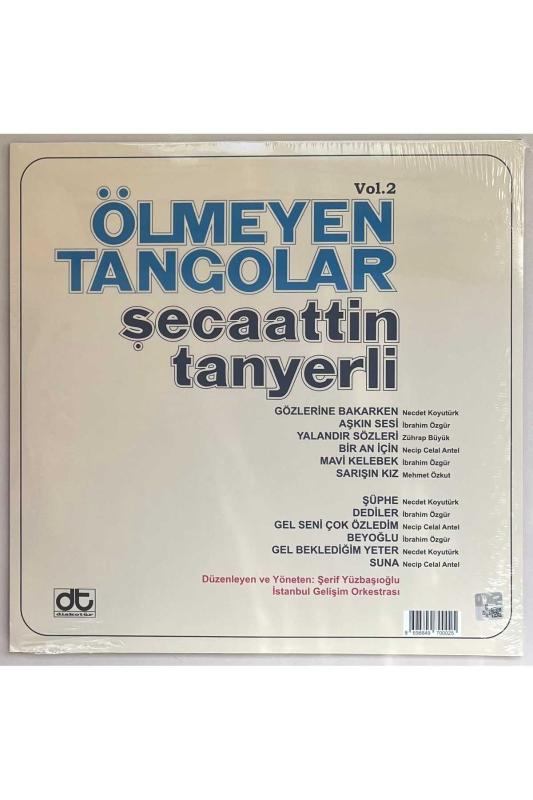 Vol.2
ÖLMEYEN
TANGOLAR
şecaattin
tanyerli
GÖZLERİNE BAKARKEN Necdet Koyutürk
AŞKIN SESİ İbrahim Özgür
YALANDIR SÖZLERİ Zührap Büyük
BİR AN İÇİN Necip Celal Antel
MAVİ KELEBEK İbrahim Özgür
SARIŞIN KIZ Mehmet Özkut
ŞÜPHE Necdet Koyutürk
DEDİLER İbrahim Özgür
GEL SENİ ÇOK ÖZLEDİM Necip Celal Antel
BEYOĞLU İbrahim Özgür
GEL BEKLEDİĞİM YETER Necdet Koyutürk
SUNA Necip Celal Antel
Düzenleyen ve Yöneten: Şerif Yüzbaşıoğlu
İstanbul Gelişim Orkestrası
dt
diskotür